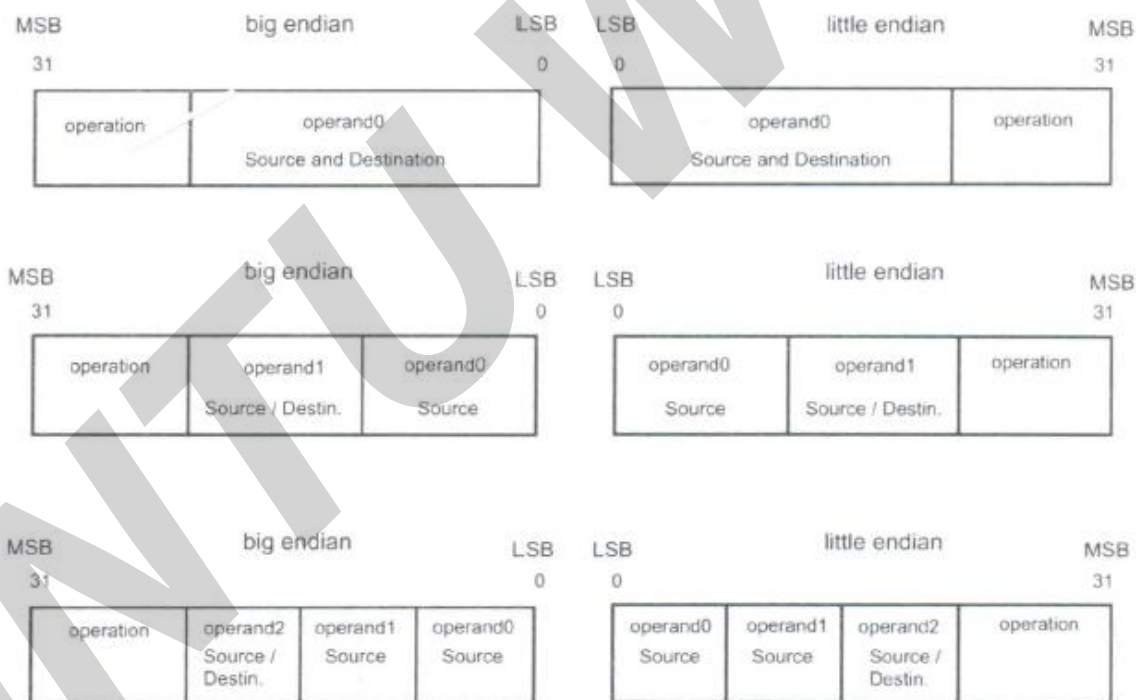 MSB big endian LSB LSB little endian MSB
31 0 0 31
operation operand0 operand0 operation
Source and Destination Source and Destination
MSB big endian LSB LSB little endian MSB
31 0 0 31
operation operand1 operand0 operand0 operand1 operation
Source / Destin. Source Source Source / Destin.
MSB big endian LSB LSB little endian MSB
31 0 0 31
operation operand2 operand1 operand0 operand0 operand1 operand2 operation
Source / Source Source Source Source Source /
Destin. Destin.
NTU W